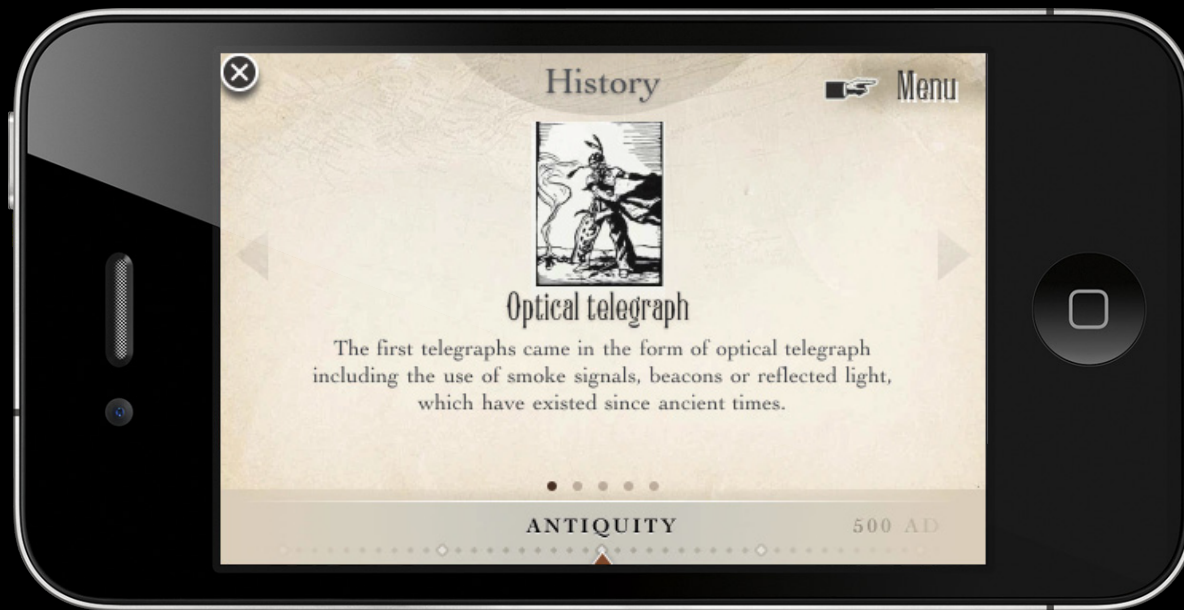 History
Menu
Optical telegraph
The first telegraphs came in the form of optical telegraph
including the use of smoke signals, beacons or reflected light,
which have existed since ancient times.
ANTIQUITY
500 AD